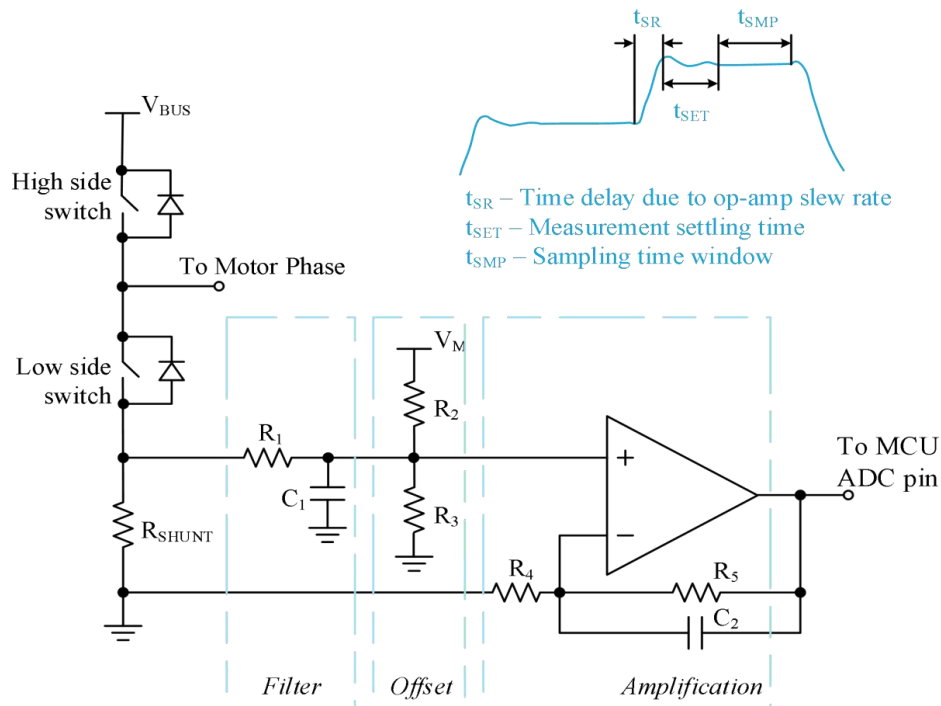 tSR
tSMP
tSET
tSR – Time delay due to op-amp slew rate
tSET – Measurement settling time
tSMP – Sampling time window
VBUS
High side
switch
To Motor Phase
Low side
switch
VM
R2
R1
C1
R3
RSHUNT
+
−
To MCU
ADC pin
R4
R5
C2
Filter
Offset
Amplification